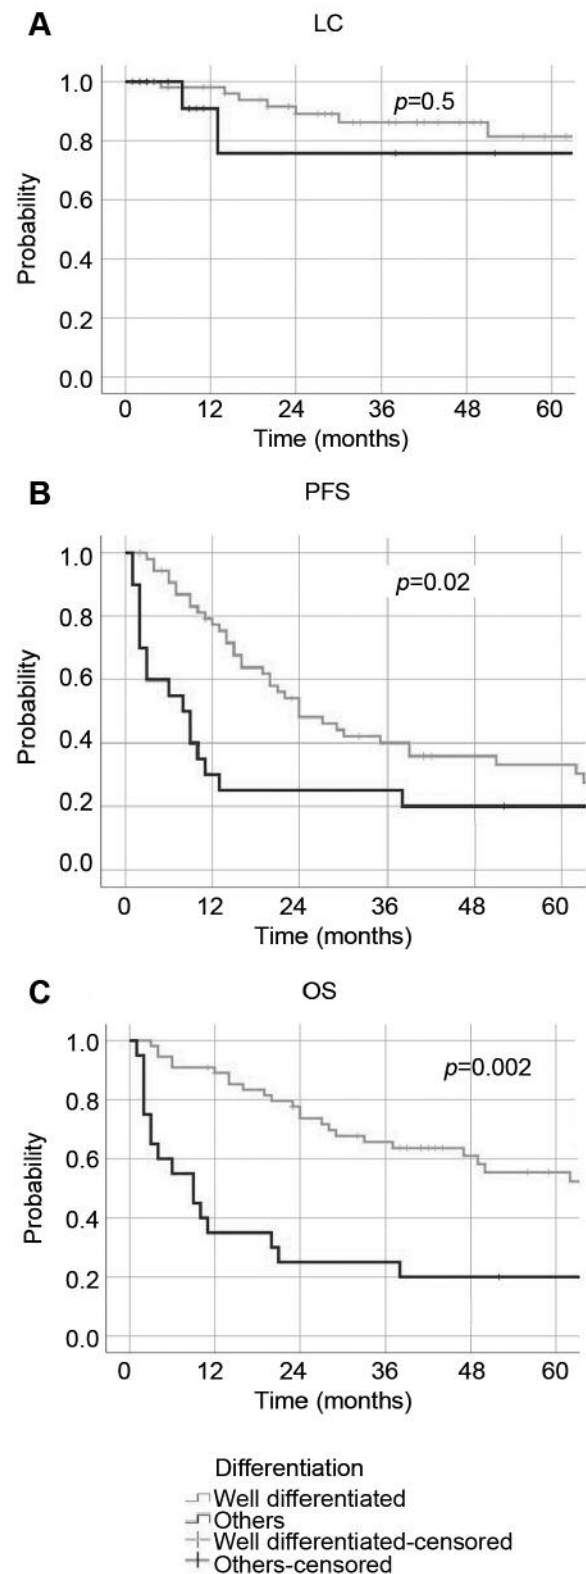 A
LC
1.0
0.8
0.6
0.4
0.2
0.0
Probability
p=0.5
0 12 24 36 48 60
Time (months)
B
PFS
1.0
0.8
0.6
0.4
0.2
0.0
Probability
p=0.02
0 12 24 36 48 60
Time (months)
C
OS
1.0
0.8
0.6
0.4
0.2
0.0
Probability
p=0.002
0 12 24 36 48 60
Time (months)
Differentiation
Well differentiated
Others
Well differentiated-censored
Others-censored